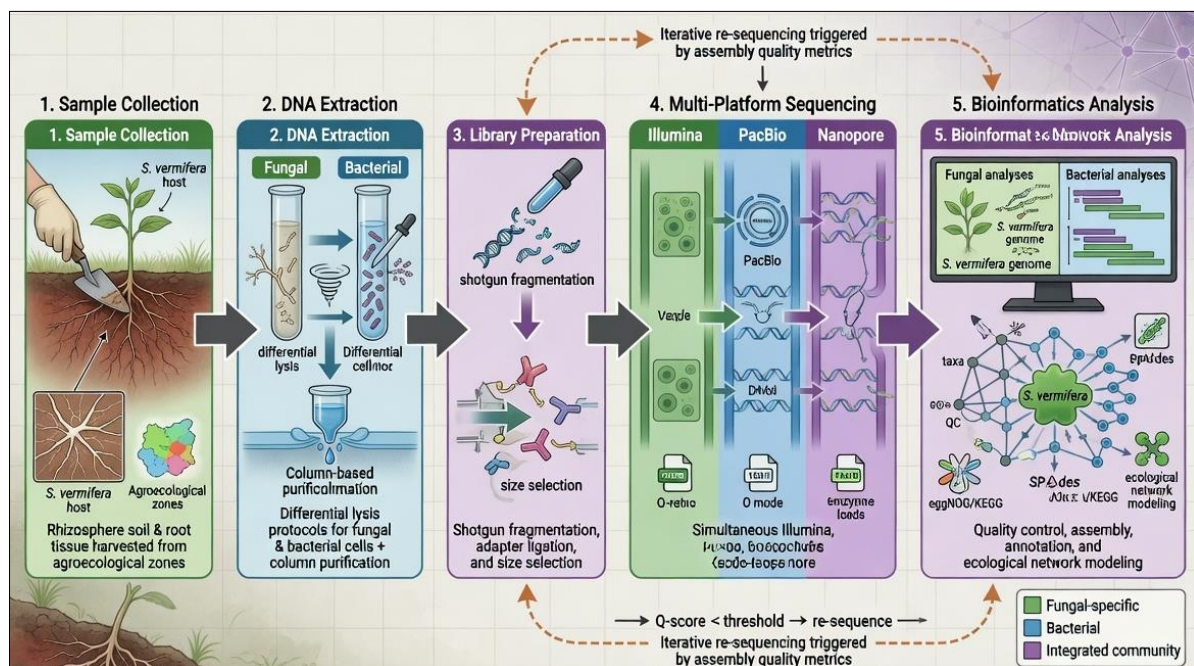 Iterative re-sequencing triggered
by assembly quality metrics
1. Sample Collection
1. Sample Collection
S. vermifera
host
S. vermifera
host
Agroecological
zones
Rhizosphere soil & root
tissue harvested from
agroecological zones
2. DNA Extraction
2. DNA Extraction
Fungal
Bacterial
differential
lysis
Differential
Column-based
Differential lysis
protocols for fungal
& bacterial cells +
column purification
3. Library Preparation
shotgun fragmentation
size selection
Shotgun fragmentation,
adapter ligation,
and size selection
4. Multi-Platform Sequencing
Illumina
PacBio
Nanopore
PacBio
enzyme
Simultaneous Illumina,
5. Bioinformatics Analysis
5. Analysis
Fungal analyses
S. vermifera
genome
S. vermifera genome
Bacterial analyses
taxa
QC
S. vermifera
eggNOG/KEGG
ecological
network
modeling
Quality control, assembly,
annotation, and
ecological network modeling
Q-score < threshold → re-sequence
Iterative re-sequencing triggered
by assembly quality metrics
Fungal-specific
Bacterial
Integrated community